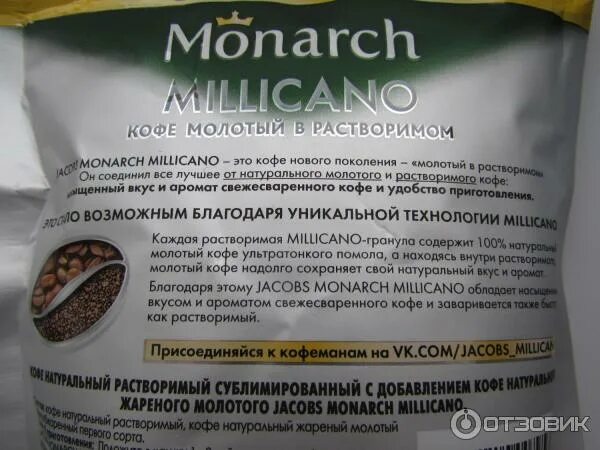 Monarch
MILLICANO
КОФЕ МОЛОТЫЙ В РАСТВОРИМОМ
JACOBS MONARCH MILLICANO – это кофе нового поколения – «молотый в растворимом»
Он соединил все лучшее от натурального молотого и растворимого кофе:
насыщенный вкус и аромат свежесваренного кофе и удобство приготовления.
ЭТО СТАЛО ВОЗМОЖНЫМ БЛАГОДАРЯ УНИКАЛЬНОЙ ТЕХНОЛОГИИ MILLICANO
Каждая растворимая MILLICANO-гранула содержит 100% натуральный
молотый кофе ультратонкого помола, а находясь внутри
молотый кофе надолго сохраняет свой натуральный вкус и аромат.
Благодаря этому JACOBS MONARCH MILLICANO обладает насыщенным
вкусом и ароматом свежесваренного кофе и заваривается также
как растворимый.
Присоединяйся к кофеманам на VK.COM/JACOBS_MILLICAN
КОФЕ НАТУРАЛЬНЫЙ РАСТВОРИМЫЙ СУБЛИМИРОВАННЫЙ С ДОБАВЛЕНИЕМ КОФЕ
ЖАРЕНОГО МОЛОТОГО JACOBS MONARCH MILLICANO.
кофе натуральный растворимый, кофе натуральный жареный молотый
первого сорта.
ОТЗОВИК